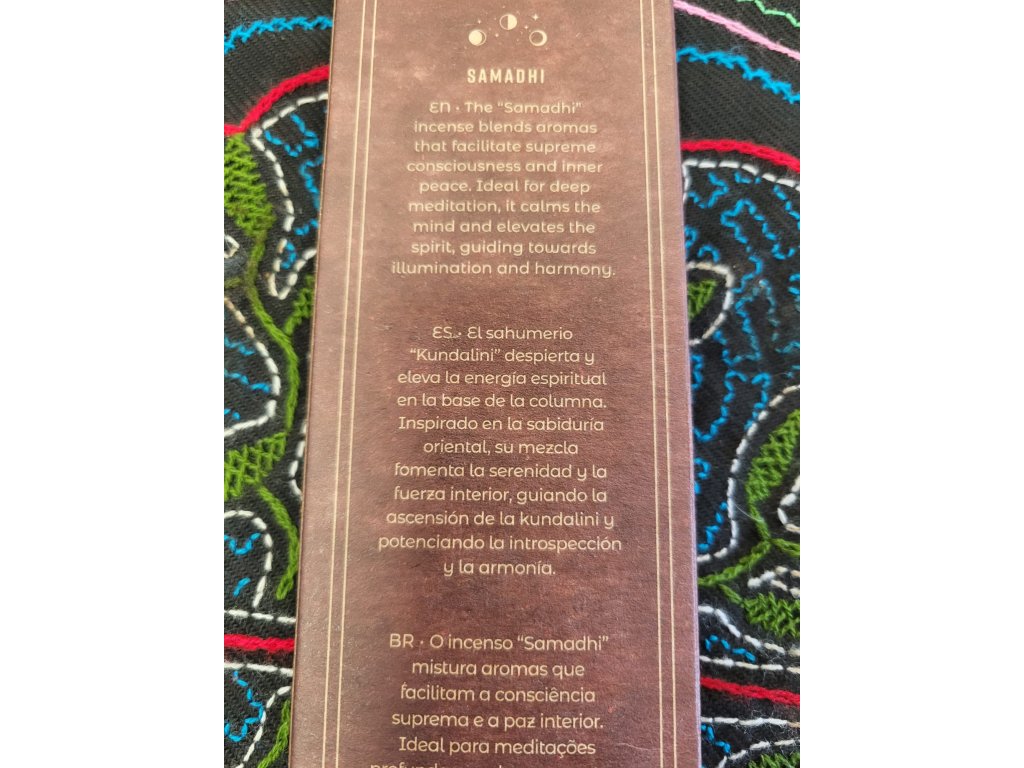 SAMADHI
EN • The “Samadhi”
incense blends aromas
that facilitate supreme
consciousness and inner
peace. Ideal for deep
meditation, it calms the
mind and elevates the
spirit, guiding towards
illumination and harmony.
ES • El sahumerio
“Kundalini” despierta y
eleva la energía espiritual
en la base de la columna.
Inspirado en la sabiduría
oriental, su mezcla
fomenta la serenidad y la
fuerza interior, guiando la
ascensión de la kundalini y
potenciando la introspección
y la armonía.
BR • O incenso “Samadhi”
mistura aromas que
facilitam a consciência
suprema e a paz interior.
Ideal para meditações